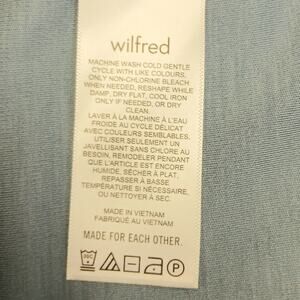 wilfred
MACHINE WASH COLD GENTLE
CYCLE WITH LIKE COLOURS,
ONLY NON-CHLORINE BLEACH
WHEN NEEDED, RESHAPE WHILE
DAMP, DRY FLAT, COOL IRON
ONLY IF NEEDED, OR DRY
CLEAN.
LAVER À LA MACHINE À L'EAU
FROIDE AU CYCLE DÉLICAT
AVEC COULEURS SEMBLABLES,
UTILISER SEULEMENT UN
JAVELLISANT SANS CHLORE AU
BESOIN, REMODELER PENDANT
QUE L'ARTICLE EST ENCORE
HUMIDE, SÉCHER À PLAT,
REPASSER À BASSE
TEMPÉRATURE SI NÉCESSAIRE,
OU NETTOYER À SEC.
MADE IN VIETNAM
FABRIQUÉ AU VIETNAM
MADE FOR EACH OTHER.
30C P